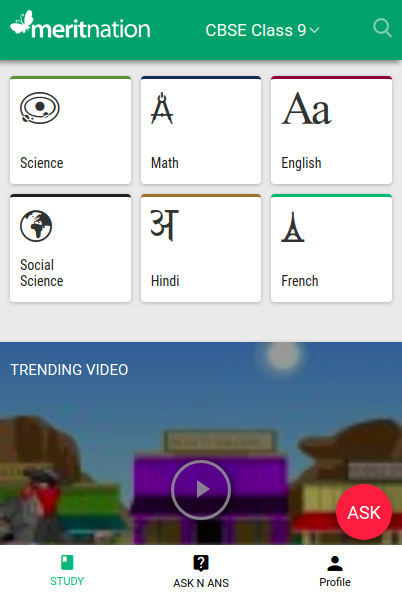 meritnation
CBSE Class 9
Aa
Science
Math
English
अ
Social
Science
Hindi
French
TRENDING VIDEO
ASK
STUDY
ASK N ANS
Profile